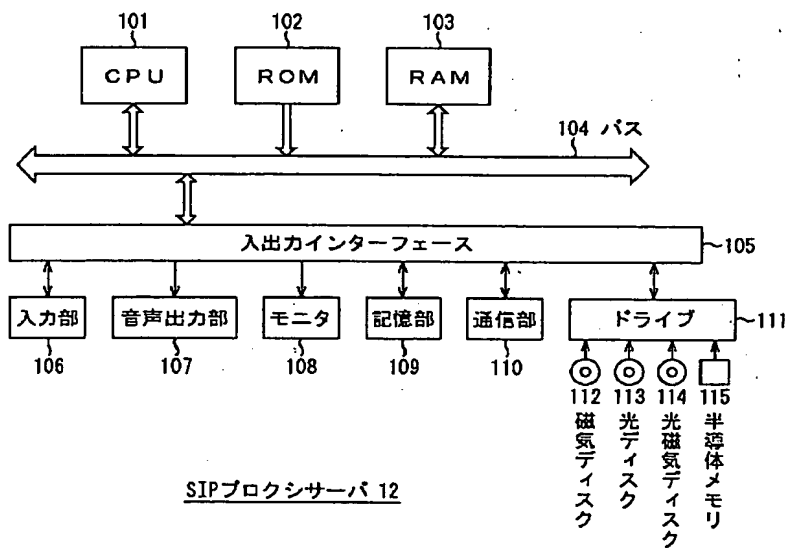 101
102
103
CPU
ROM
RAM
104 バス
入出力インターフェース
105
入力部
音声出力部
モニタ
記憶部
通信部
ドライブ
111
106
107
108
109
110
112
113
114
115
磁気ディスク
光ディスク
光磁気ディスク
半導体メモリ
SIPプロクシサーバ 12